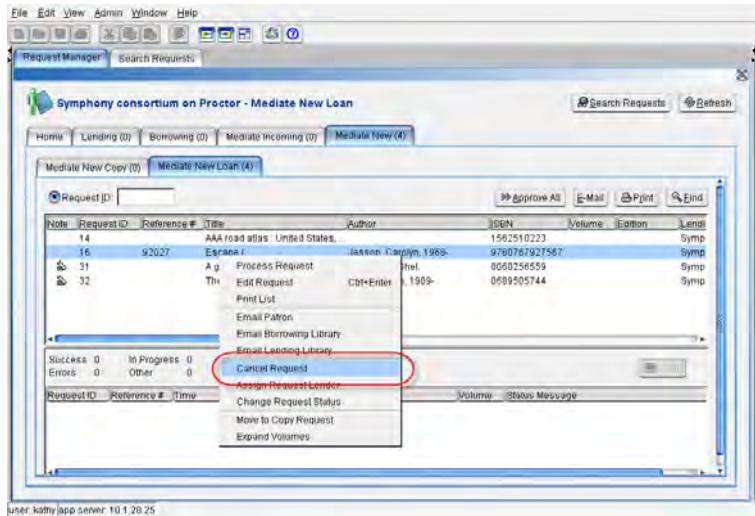 File Edit View Admin Window Help
Request Manager Search Requests
Symphony consortium on Proctor - Mediate New Loan
Search Requests Refresh
Home Lending (0) Borrowing (0) Mediate Incoming (0) Mediate New (4)
Mediate New Copy (0) Mediate New Loan (4)
Request ID:
Approve All E-Mail Print Find
Note Request ID Reference # Title Author ISBN Volume Edition Lendi
14 AAA road atlas : United States, ... 1562510223 Symp
16 92027 Escape / Jessop, Carolyn, 1968- 9780767927567 Symp
31 A g Shel. 0060256559 Symp
32 Th , 1909- 0689505744 Symp
Process Request
Edit Request Ctrl+Enter
Print List
Email Patron
Email Borrowing Library
Email Lending Library
Cancel Request
Assign Request Lender
Change Request Status
Move to Copy Request
Expand Volumes
Success 0 In Progress 0
Errors 0 Other 0
Request ID Reference # Time Volume Status Message
user: kathy app server: 10.1.28.25